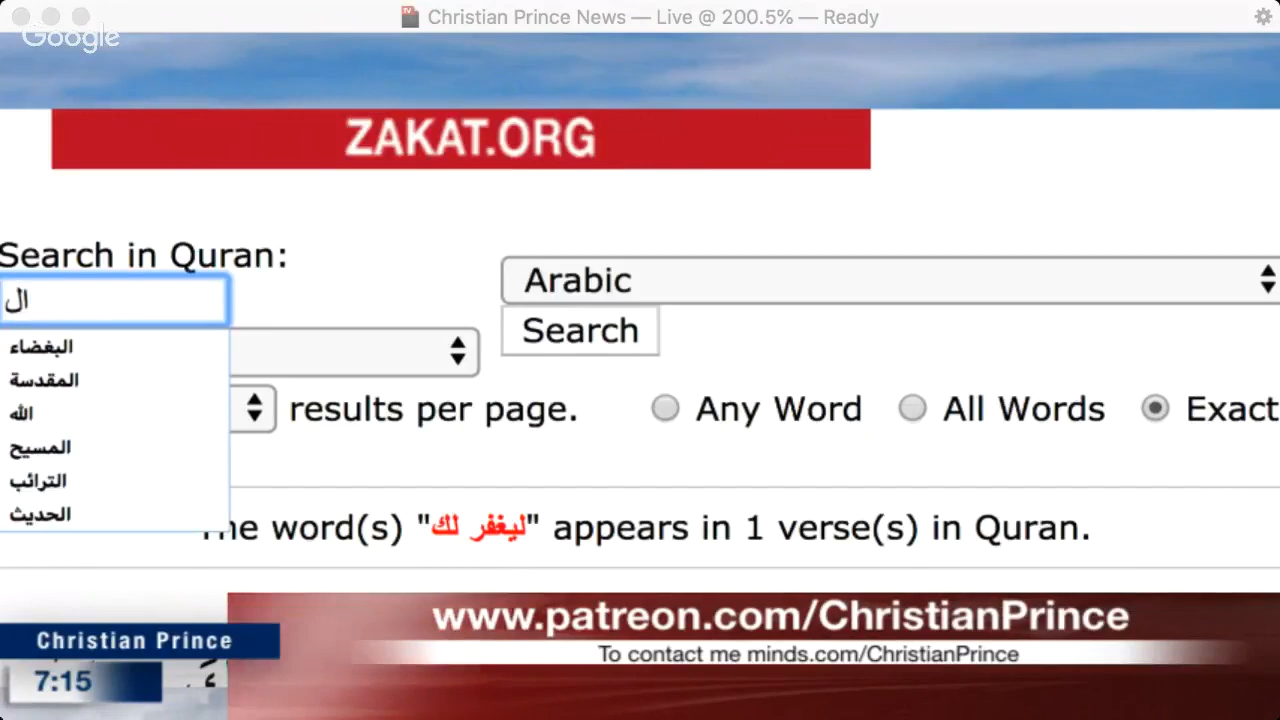 Christian Prince News — Live @ 200.5% — Ready
Google
ZAKAT.ORG
Search in Quran:
Arabic
ال
Search
البغضاء
المقدسة
الله
المسيح
الترائب
الحديث
results per page.
Any Word
All Words
Exact
he word(s) "ليغفر لك" appears in 1 verse(s) in Quran.
www.patreon.com/ChristianPrince
To contact me minds.com/ChristianPrince
Christian Prince
7:15